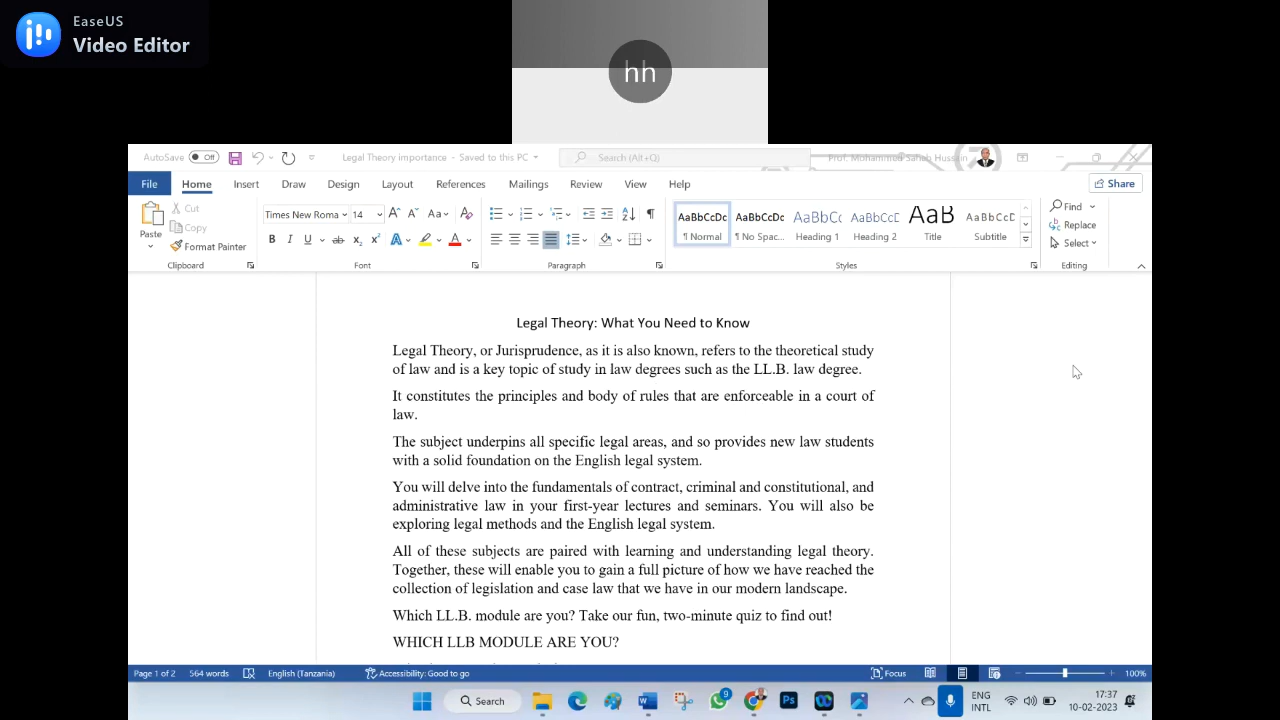 EaseUS
Video Editor
hh
AutoSave Off Legal Theory importance - Saved to this PC Search (Alt+Q) Prof. Mohammed Saheb Hussain
File Home Insert Draw Design Layout References Mailings Review View Help Share
Paste Cut Copy Format Painter
Clipboard
Times New Roma 14
Font
Paragraph
AaBbCcDc AaBbCcDc AaBbC( AaBbCcE AaB AaBbCcD
¶ Normal ¶ No Spac... Heading 1 Heading 2 Title Subtitle
Styles
Find
Replace
Select
Editing
Legal Theory: What You Need to Know
Legal Theory, or Jurisprudence, as it is also known, refers to the theoretical study
of law and is a key topic of study in law degrees such as the LL.B. law degree.
It constitutes the principles and body of rules that are enforceable in a court of
law.
The subject underpins all specific legal areas, and so provides new law students
with a solid foundation on the English legal system.
You will delve into the fundamentals of contract, criminal and constitutional, and
administrative law in your first-year lectures and seminars. You will also be
exploring legal methods and the English legal system.
All of these subjects are paired with learning and understanding legal theory.
Together, these will enable you to gain a full picture of how we have reached the
collection of legislation and case law that we have in our modern landscape.
Which LL.B. module are you? Take our fun, two-minute quiz to find out!
WHICH LLB MODULE ARE YOU?
Page 1 of 2 564 words English (Tanzania) Accessibility: Good to go Focus 100%
Search 9 ENG INTL 17:37 10-02-2023